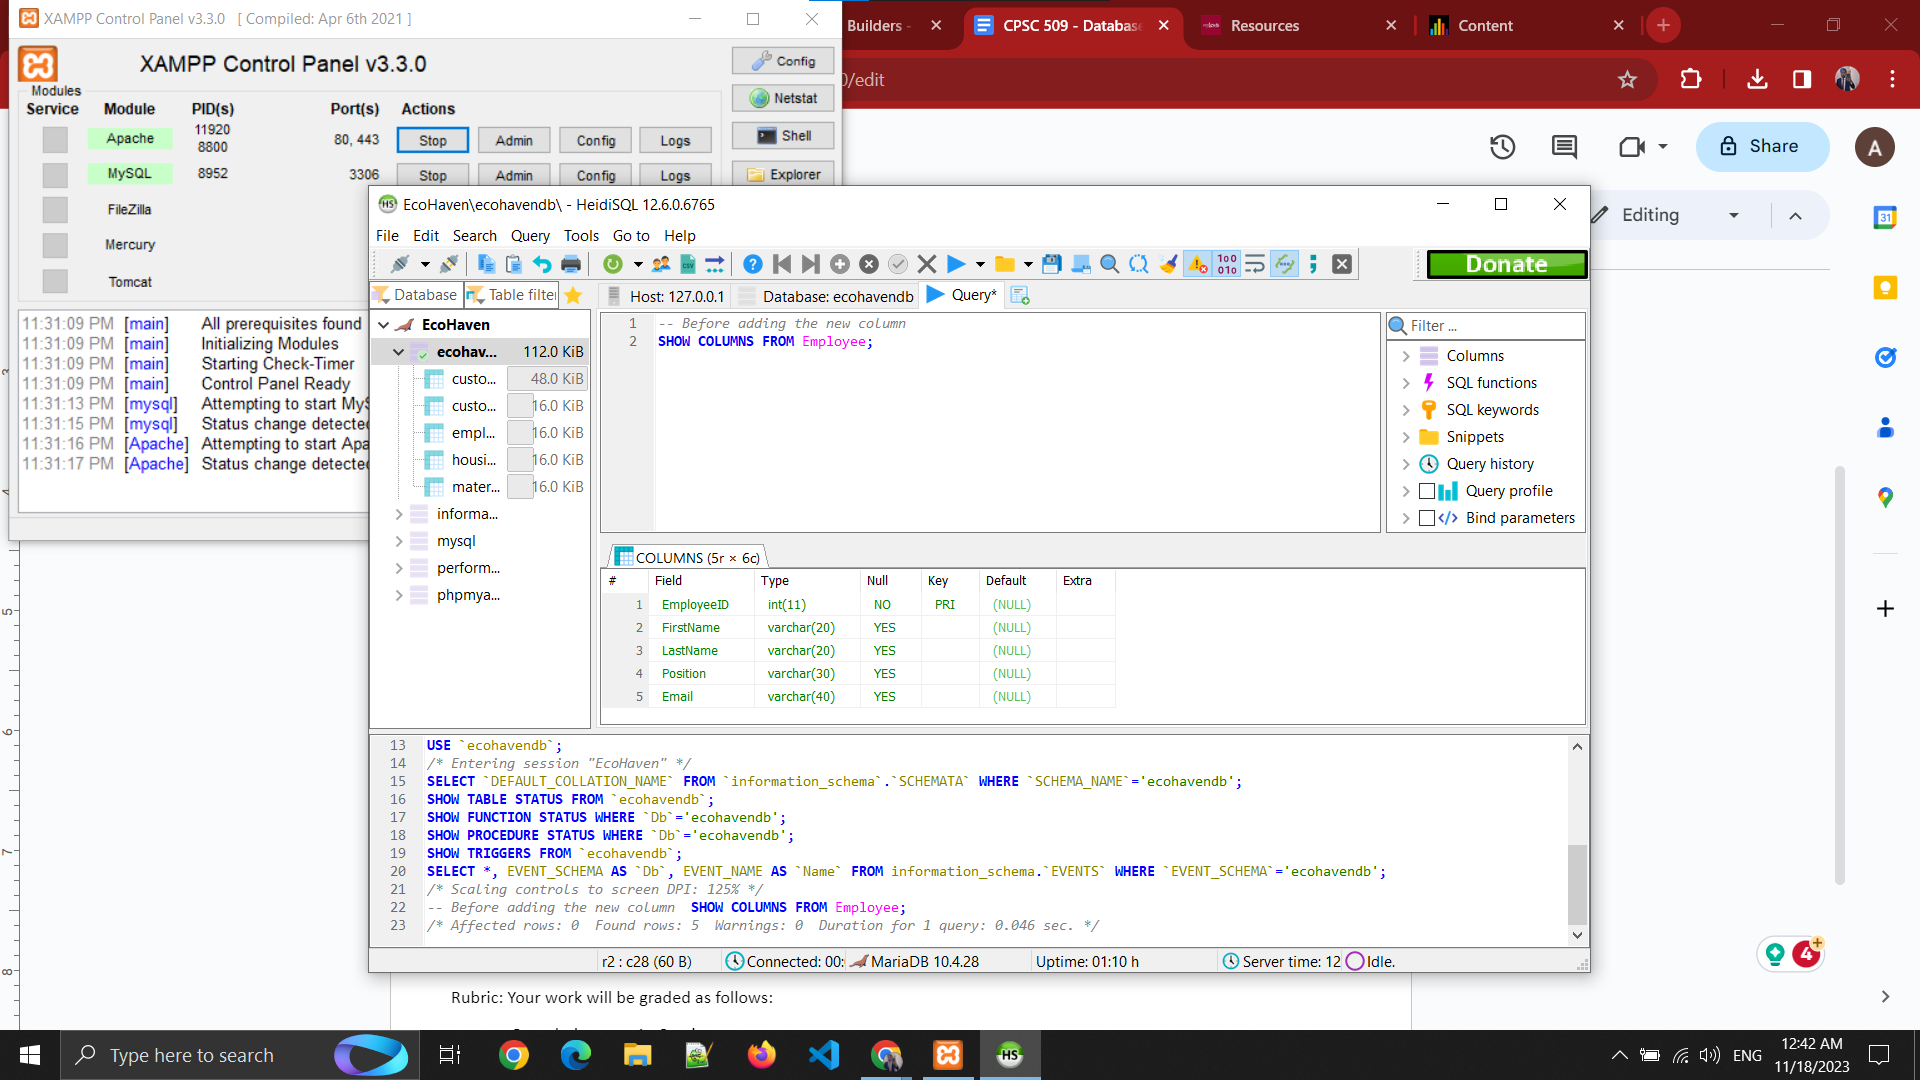 XAMPP Control Panel v3.3.0 [ Compiled: Apr 6th 2021 ]
XAMPP Control Panel v3.3.0
Modules
Service Module PID(s) Port(s) Actions
Apache 11920 8800 80, 443 Stop Admin Config Logs
MySQL 8952 3306 Stop Admin Config Logs
FileZilla
Mercury
Tomcat
Config
Netstat
Shell
Explorer
11:31:09 PM [main] All prerequisites found
11:31:09 PM [main] Initializing Modules
11:31:09 PM [main] Starting Check-Timer
11:31:09 PM [main] Control Panel Ready
11:31:13 PM [mysql] Attempting to start MyS
11:31:15 PM [mysql] Status change detected
11:31:16 PM [Apache] Attempting to start Apa
11:31:17 PM [Apache] Status change detected
Builders -
CPSC 509 - Databas
Resources
Content
0/edit
Share
A
Editing
31
EcoHaven\ecohavendb\ - HeidiSQL 12.6.0.6765
File Edit Search Query Tools Go to Help
Donate
Database Table filter
Host: 127.0.0.1 Database: ecohavendb Query*
EcoHaven
ecohav... 112.0 KiB
custo... 48.0 KiB
custo... 16.0 KiB
empl... 16.0 KiB
housi... 16.0 KiB
mater... 16.0 KiB
informa...
mysql
perform...
phpmya...
1 -- Before adding the new column
2 SHOW COLUMNS FROM Employee;
Filter ...
Columns
SQL functions
SQL keywords
Snippets
Query history
Query profile
Bind parameters
COLUMNS (5r × 6c)
# Field Type Null Key Default Extra
1 EmployeeID int(11) NO PRI (NULL)
2 FirstName varchar(20) YES (NULL)
3 LastName varchar(20) YES (NULL)
4 Position varchar(30) YES (NULL)
5 Email varchar(40) YES (NULL)
13 USE `ecohavendb`;
14 /* Entering session "EcoHaven" */
15 SELECT `DEFAULT_COLLATION_NAME` FROM `information_schema`.`SCHEMATA` WHERE `SCHEMA_NAME`='ecohavendb';
16 SHOW TABLE STATUS FROM `ecohavendb`;
17 SHOW FUNCTION STATUS WHERE `Db`='ecohavendb';
18 SHOW PROCEDURE STATUS WHERE `Db`='ecohavendb';
19 SHOW TRIGGERS FROM `ecohavendb`;
20 SELECT *, EVENT_SCHEMA AS `Db`, EVENT_NAME AS `Name` FROM information_schema.`EVENTS` WHERE `EVENT_SCHEMA`='ecohavendb';
21 /* Scaling controls to screen DPI: 125% */
22 -- Before adding the new column SHOW COLUMNS FROM Employee;
23 /* Affected rows: 0 Found rows: 5 Warnings: 0 Duration for 1 query: 0.046 sec. */
r2 : c28 (60 B) Connected: 00: MariaDB 10.4.28 Uptime: 01:10 h Server time: 12 Idle.
3
4
5
6
7
8
4
Rubric: Your work will be graded as follows:
Type here to search
ENG
12:42 AM
11/18/2023